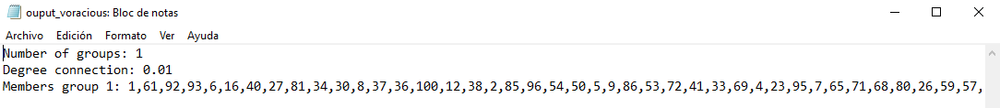 ouput_voracious: Bloc de notas
Archivo Edición Formato Ver Ayuda
Number of groups: 1
Degree connection: 0.01
Members group 1: 1,61,92,93,6,16,40,27,81,34,30,8,37,36,100,12,38,2,85,96,54,50,5,9,86,53,72,41,33,69,4,23,95,7,65,71,68,80,26,59,57,